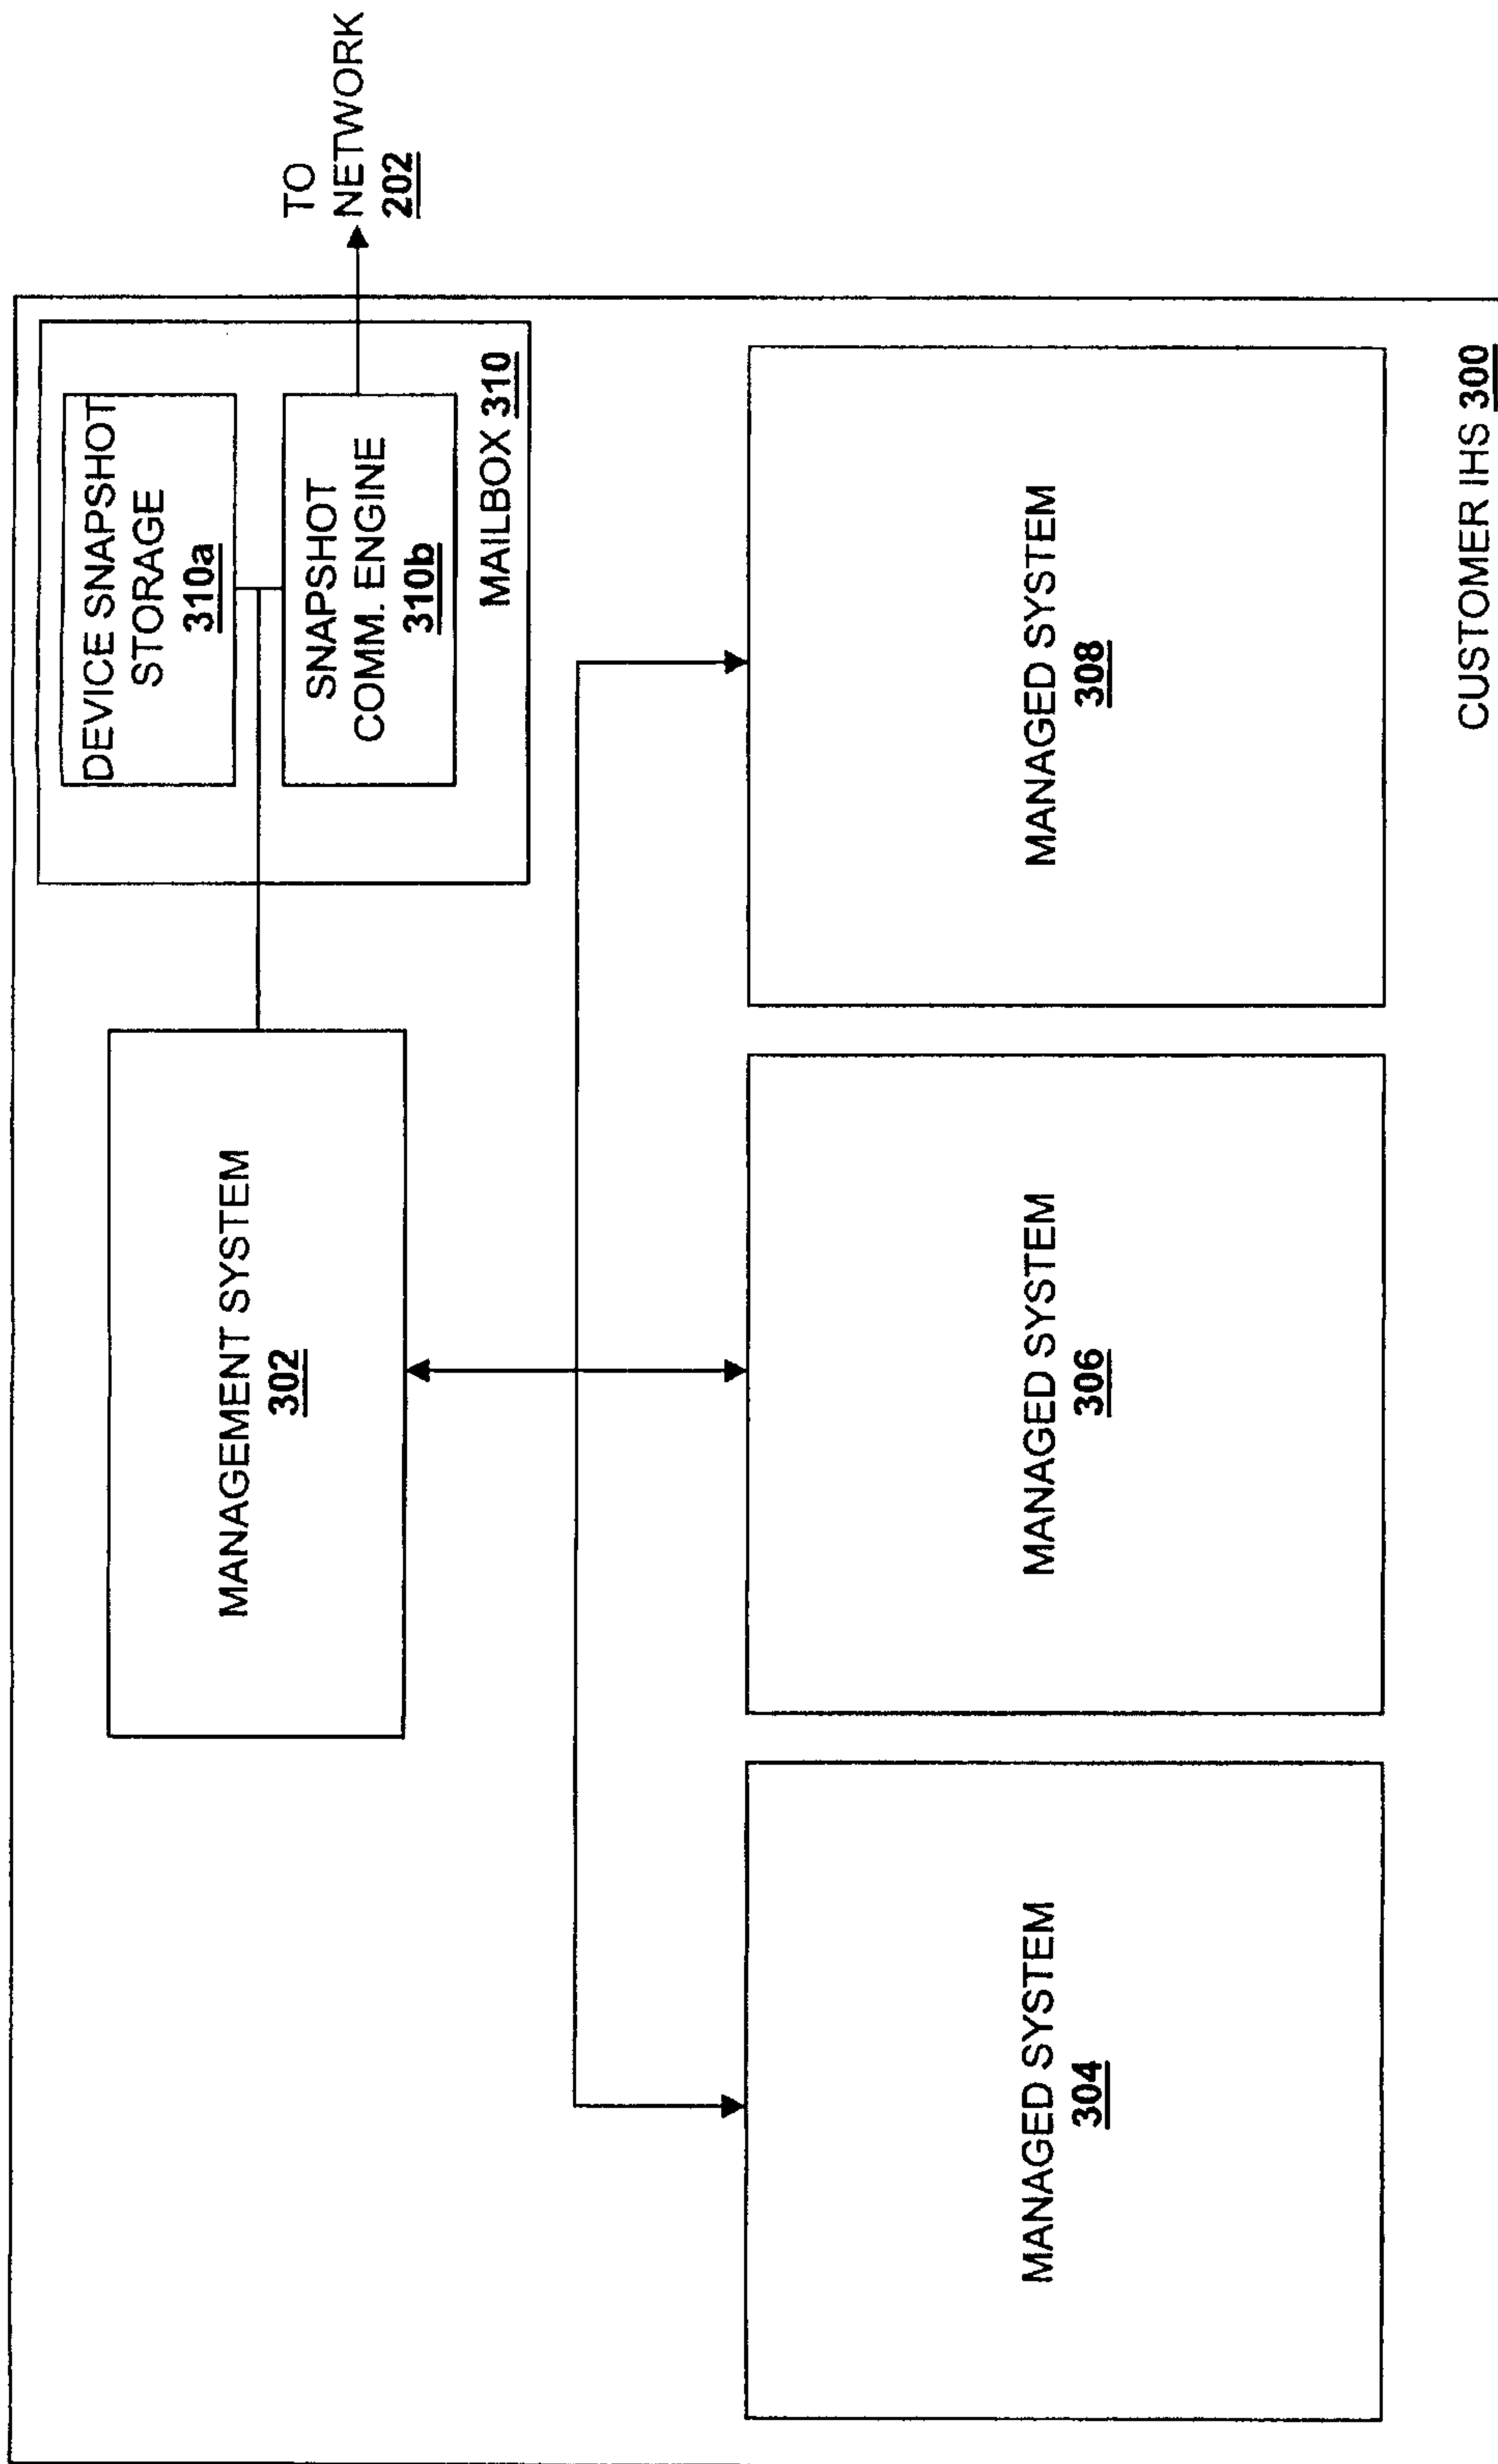 TO
NETWORK
202
DEVICE SNAPSHOT
STORAGE
310a
SNAPSHOT
COMM. ENGINE
310b
MAILBOX 310
MANAGEMENT SYSTEM
302
MANAGED SYSTEM
304
MANAGED SYSTEM
306
MANAGED SYSTEM
308
CUSTOMER IHS 300